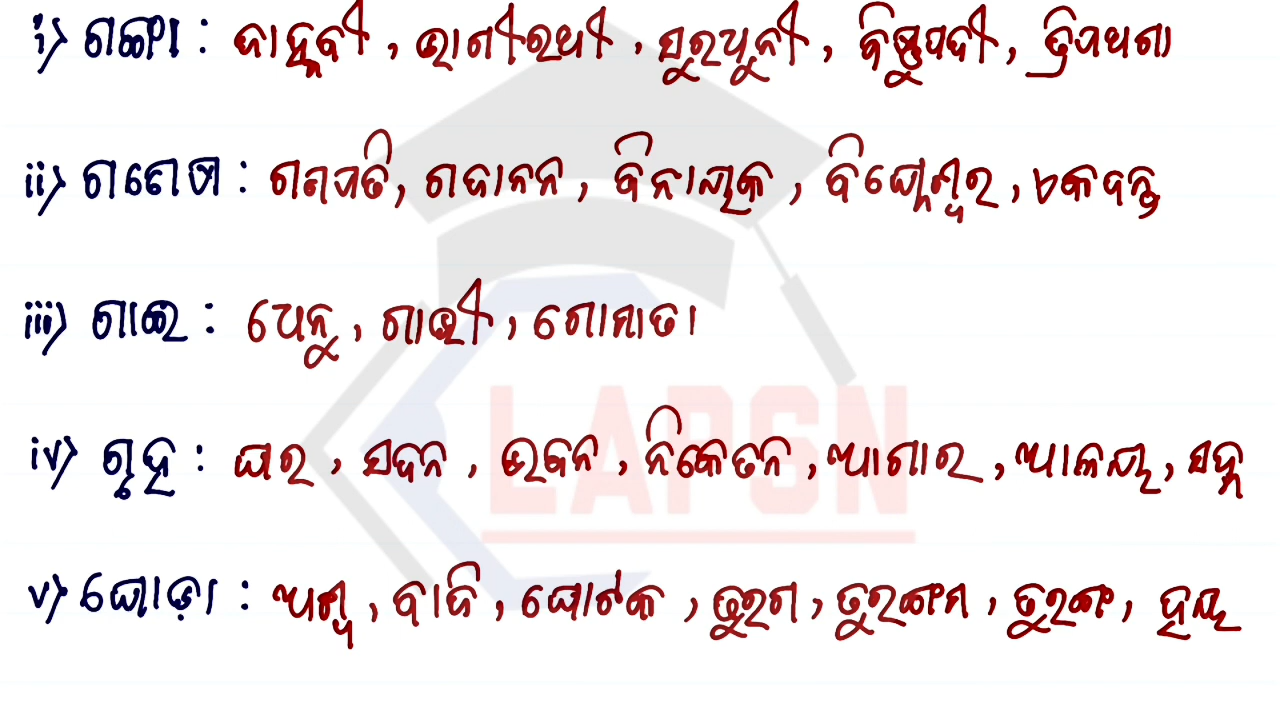 i) ଗଙ୍ଗା : ଜାହ୍ନବୀ, ଭାଗୀରଥୀ, ସୁରଧୁନୀ, ବିଷ୍ଣୁପଦୀ, ତ୍ରିପଥଗା
ii) ଗଣେଶ : ଗଣପତି, ଗଜାନନ, ବିନାୟକ, ବିଘ୍ନେଶ୍ୱର, ଏକଦନ୍ତ
iii) ଗାଈ : ଧେନୁ, ଗାଭୀ, ଗୋମାତା
LAPSN
iv) ଗୃହ : ଘର, ସଦନ, ଭବନ, ନିକେତନ, ଆଗାର, ଆଳୟ, ସଦ୍ମ
v) ଘୋଡ଼ା : ଅଶ୍ୱ, ବାଜି, ଘୋଟକ, ତୁରଗ, ତୁରଙ୍ଗମ, ତୁରଙ୍ଗ, ହୟ